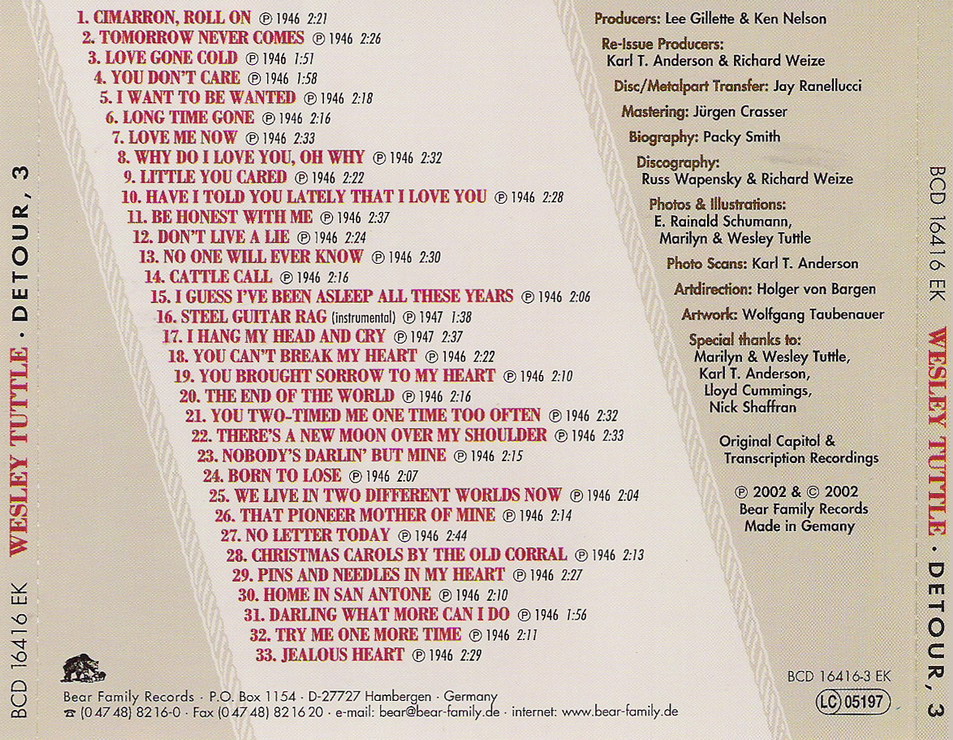 1. CIMARRON, ROLL ON ℗ 1946 2:21
2. TOMORROW NEVER COMES ℗ 1946 2:26
3. LOVE GONE COLD ℗ 1946 1:51
4. YOU DON'T CARE ℗ 1946 1:58
5. I WANT TO BE WANTED ℗ 1946 2:18
6. LONG TIME GONE ℗ 1946 2:16
7. LOVE ME NOW ℗ 1946 2:33
8. WHY DO I LOVE YOU, OH WHY ℗ 1946 2:32
9. LITTLE YOU CARED ℗ 1946 2:22
10. HAVE I TOLD YOU LATELY THAT I LOVE YOU ℗ 1946 2:28
11. BE HONEST WITH ME ℗ 1946 2:37
12. DON'T LIVE A LIE ℗ 1946 2:24
13. NO ONE WILL EVER KNOW ℗ 1946 2:30
14. CATTLE CALL ℗ 1946 2:16
15. I GUESS I'VE BEEN ASLEEP ALL THESE YEARS ℗ 1946 2:06
16. STEEL GUITAR RAG (instrumental) ℗ 1947 1:38
17. I HANG MY HEAD AND CRY ℗ 1947 2:37
18. YOU CAN'T BREAK MY HEART ℗ 1946 2:22
19. YOU BROUGHT SORROW TO MY HEART ℗ 1946 2:10
20. THE END OF THE WORLD ℗ 1946 2:16
21. YOU TWO-TIMED ME ONE TIME TOO OFTEN ℗ 1946 2:32
22. THERE'S A NEW MOON OVER MY SHOULDER ℗ 1946 2:33
23. NOBODY'S DARLIN' BUT MINE ℗ 1946 2:15
24. BORN TO LOSE ℗ 1946 2:07
25. WE LIVE IN TWO DIFFERENT WORLDS NOW ℗ 1946 2:04
26. THAT PIONEER MOTHER OF MINE ℗ 1946 2:14
27. NO LETTER TODAY ℗ 1946 2:44
28. CHRISTMAS CAROLS BY THE OLD CORRAL ℗ 1946 2:13
29. PINS AND NEEDLES IN MY HEART ℗ 1946 2:27
30. HOME IN SAN ANTONE ℗ 1946 2:10
31. DARLING WHAT MORE CAN I DO ℗ 1946 1:56
32. TRY ME ONE MORE TIME ℗ 1946 2:11
33. JEALOUS HEART ℗ 1946 2:29
Producers: Lee Gillette & Ken Nelson
Re-Issue Producers:
Karl T. Anderson & Richard Weize
Disc/Metalpart Transfer: Jay Ranellucci
Mastering: Jürgen Crasser
Biography: Packy Smith
Discography:
Russ Wapensky & Richard Weize
Photos & Illustrations:
E. Rainald Schumann,
Marilyn & Wesley Tuttle
Photo Scans: Karl T. Anderson
Artdirection: Holger von Bargen
Artwork: Wolfgang Taubenauer
Special thanks to:
Marilyn & Wesley Tuttle,
Karl T. Anderson,
Lloyd Cummings,
Nick Shaffran
Original Capitol &
Transcription Recordings
℗ 2002 & © 2002
Bear Family Records
Made in Gemany
Bear Family Records · P.O. Box 1154 · D-27727 Hambergen · Germany
☎ (0 47 48) 82 16-0 · Fax (0 47 48) 82 16 20 · e-mail: bear@bear-family.de · internet: www.bear-family.de
BCD 16416-3 EK
LC 05197
BCD 16416 EK WESLEY TUTTLE · DETOUR, 3
BCD 16416 EK WESLEY TUTTLE · DETOUR, 3